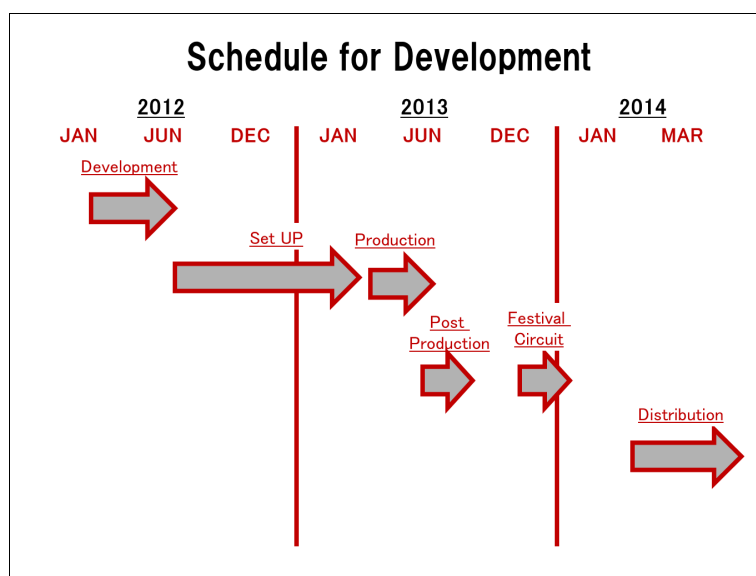 Schedule for Development
2012 2013 2014
JAN JUN DEC JAN JUN DEC JAN MAR
Development
Set UP
Production
Post
Production
Festival
Circuit
Distribution